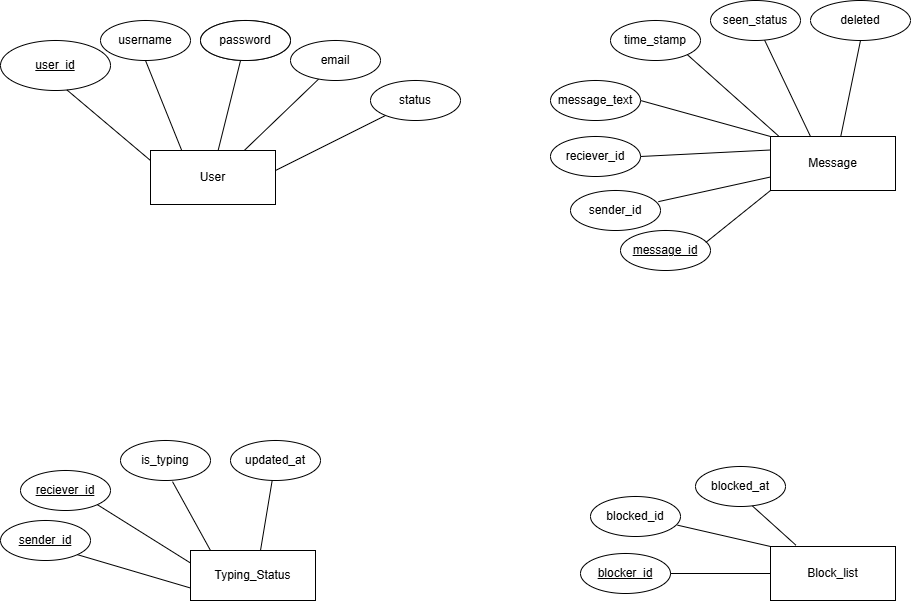 user_id
username
password
email
status
User
time_stamp
seen_status
deleted
message_text
reciever_id
sender_id
message_id
Message
reciever_id
sender_id
is_typing
updated_at
Typing_Status
blocked_at
blocked_id
blocker_id
Block_list